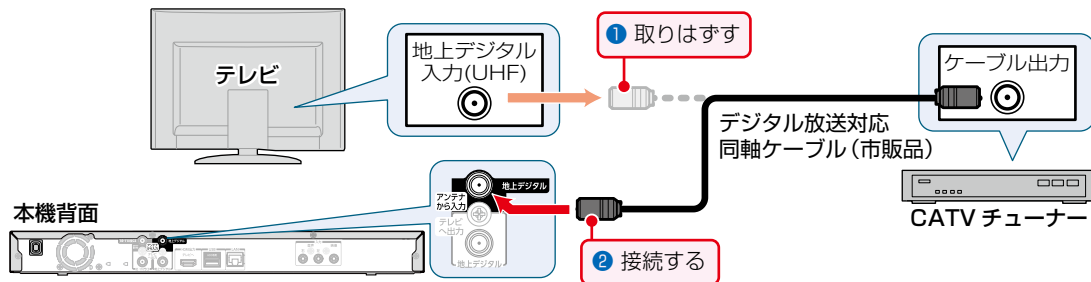 テレビ
地上デジタル
入力(UHF)
❶ 取りはずす
ケーブル出力
デジタル放送対応
同軸ケーブル(市販品)
CATV チューナー
本機背面
地上デジタル
アンテナ
から入力
テレビ
へ出力
地上デジタル
❷ 接続する